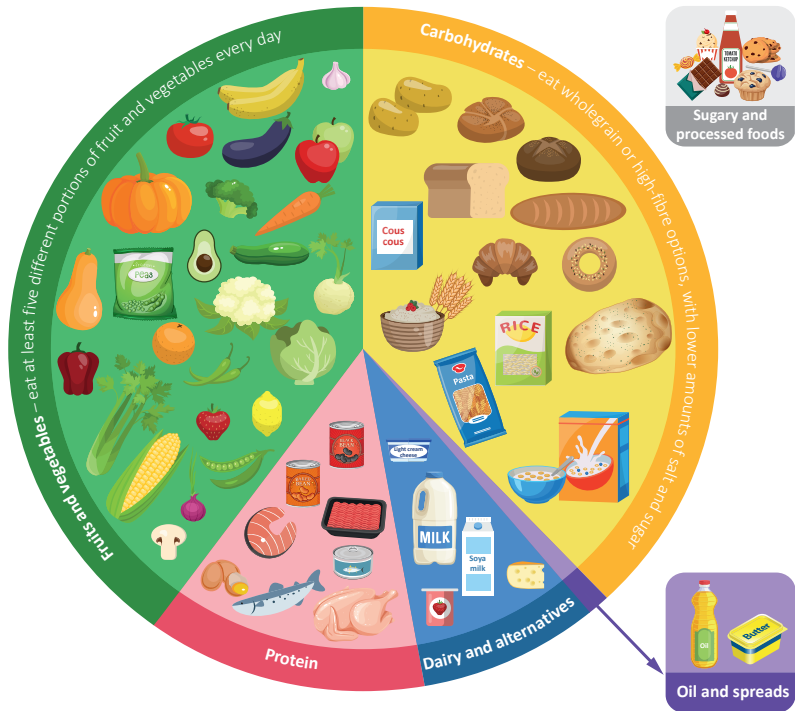 Fruits and vegetables – eat at least five different portions of fruit and vegetables every day
Carbohydrates – eat wholegrain or high-fibre options, with lower amounts of salt and sugar
TOMATO
KETCHUP
Sugary and
processed foods
Cous
cous
Peas
RICE
Pasta
BEAN
BEAN
Light cream
cheese
MILK
Soya
milk
Protein
Dairy and alternatives
Oil
Butter
Oil and spreads